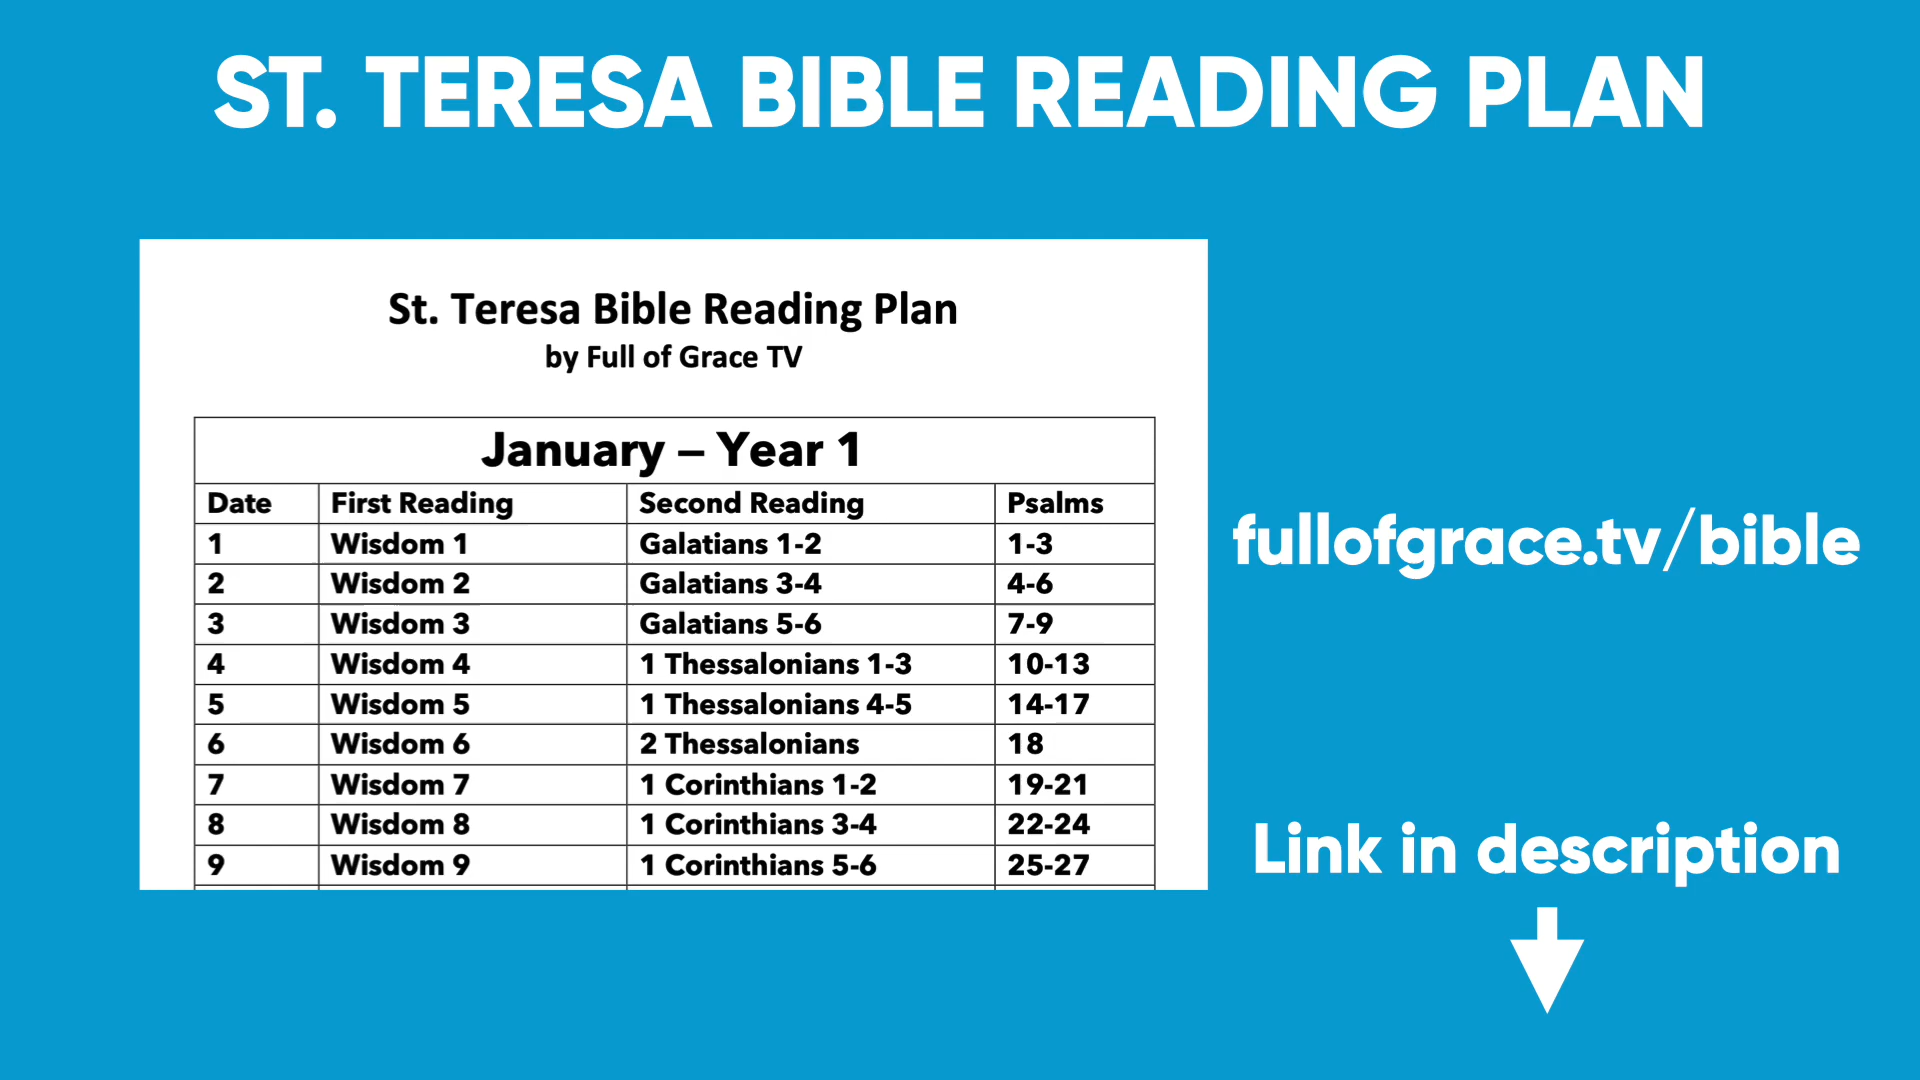 ST. TERESA BIBLE READING PLAN
St. Teresa Bible Reading Plan
by Full of Grace TV
January – Year 1
Date First Reading Second Reading Psalms
1 Wisdom 1 Galatians 1-2 1-3
2 Wisdom 2 Galatians 3-4 4-6
3 Wisdom 3 Galatians 5-6 7-9
4 Wisdom 4 1 Thessalonians 1-3 10-13
5 Wisdom 5 1 Thessalonians 4-5 14-17
6 Wisdom 6 2 Thessalonians 18
7 Wisdom 7 1 Corinthians 1-2 19-21
8 Wisdom 8 1 Corinthians 3-4 22-24
9 Wisdom 9 1 Corinthians 5-6 25-27
fullofgrace.tv/bible
Link in description